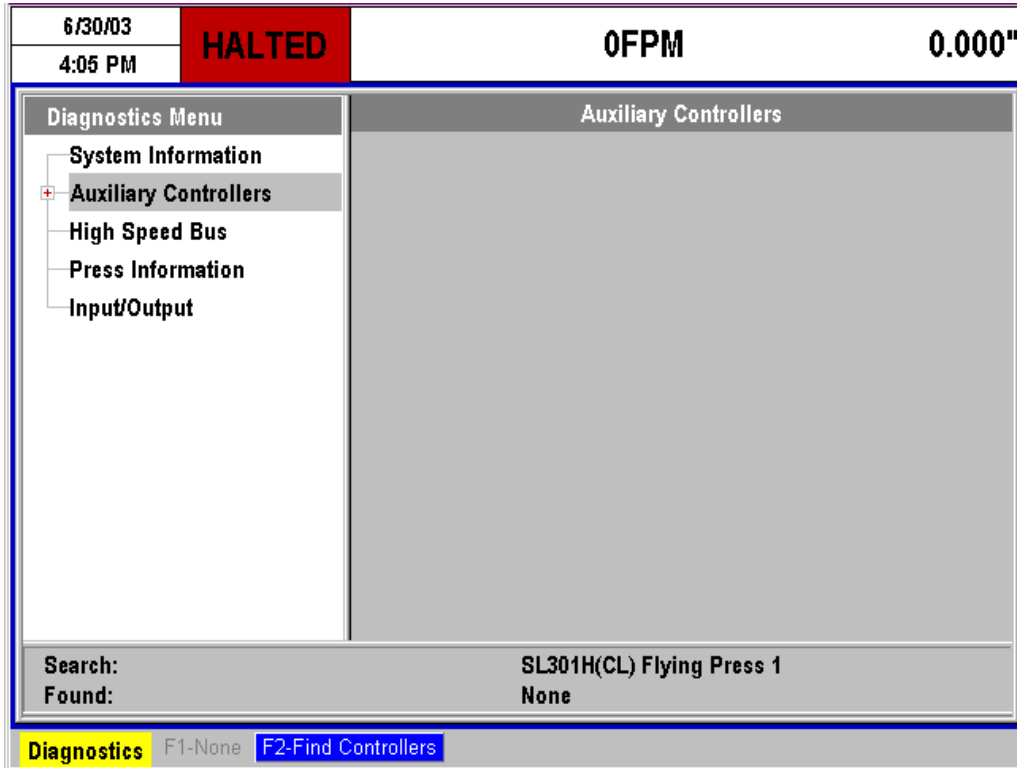 6/30/03
4:05 PM
HALTED
0FPM
0.000"
Diagnostics Menu
System Information
Auxiliary Controllers
High Speed Bus
Press Information
Input/Output
Auxiliary Controllers
Search:
SL301H(CL) Flying Press 1
Found:
None
Diagnostics
F1-None
F2-Find Controllers